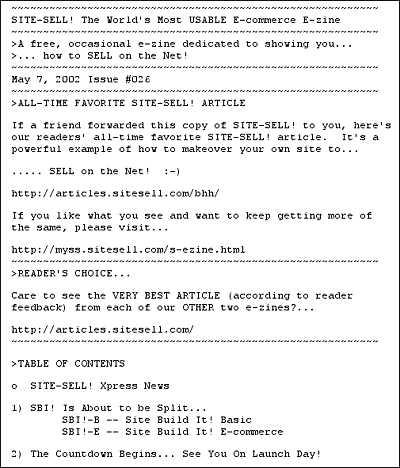 ~~~~~~~~~~~~~~~~~~~~~~~~~~~~~~~~~~~~~~~~~~~~~~~~~~~~~~~~
SITE-SELL! The World's Most USABLE E-commerce E-zine
~~~~~~~~~~~~~~~~~~~~~~~~~~~~~~~~~~~~~~~~~~~~~~~~~~~~~~~~
>A free, occasional e-zine dedicated to showing you...
>... how to SELL on the Net!
~~~~~~~~~~~~~~~~~~~~~~~~~~~~~~~~~~~~~~~~~~~~~~~~~~~~~~~~
May 7, 2002 Issue #026
~~~~~~~~~~~~~~~~~~~~~~~~~~~~~~~~~~~~~~~~~~~~~~~~~~~~~~~~
>ALL-TIME FAVORITE SITE-SELL! ARTICLE
If a friend forwarded this copy of SITE-SELL! to you, here's
our readers' all-time favorite SITE-SELL! article.  It's a
powerful example of how to makeover your own site to...
..... SELL on the Net!  :-)
http://articles.sitesell.com/bhh/
If you like what you see and want to keep getting more of
the same, please visit...
http://myss.sitesell.com/s-ezine.html
~~~~~~~~~~~~~~~~~~~~~~~~~~~~~~~~~~~~~~~~~~~~~~~~~~~~~~~~
>READER'S CHOICE...
Care to see the VERY BEST ARTICLE (according to reader
feedback) from each of our OTHER two e-zines?...
http://articles.sitesell.com/
~~~~~~~~~~~~~~~~~~~~~~~~~~~~~~~~~~~~~~~~~~~~~~~~~~~~~~~~
>TABLE OF CONTENTS
o  SITE-SELL! Xpress News
1) SBI! Is About to be Split...
SBI!-B -- Site Build It! Basic
SBI!-E -- Site Build It! E-commerce
2) The Countdown Begins... See You On Launch Day!